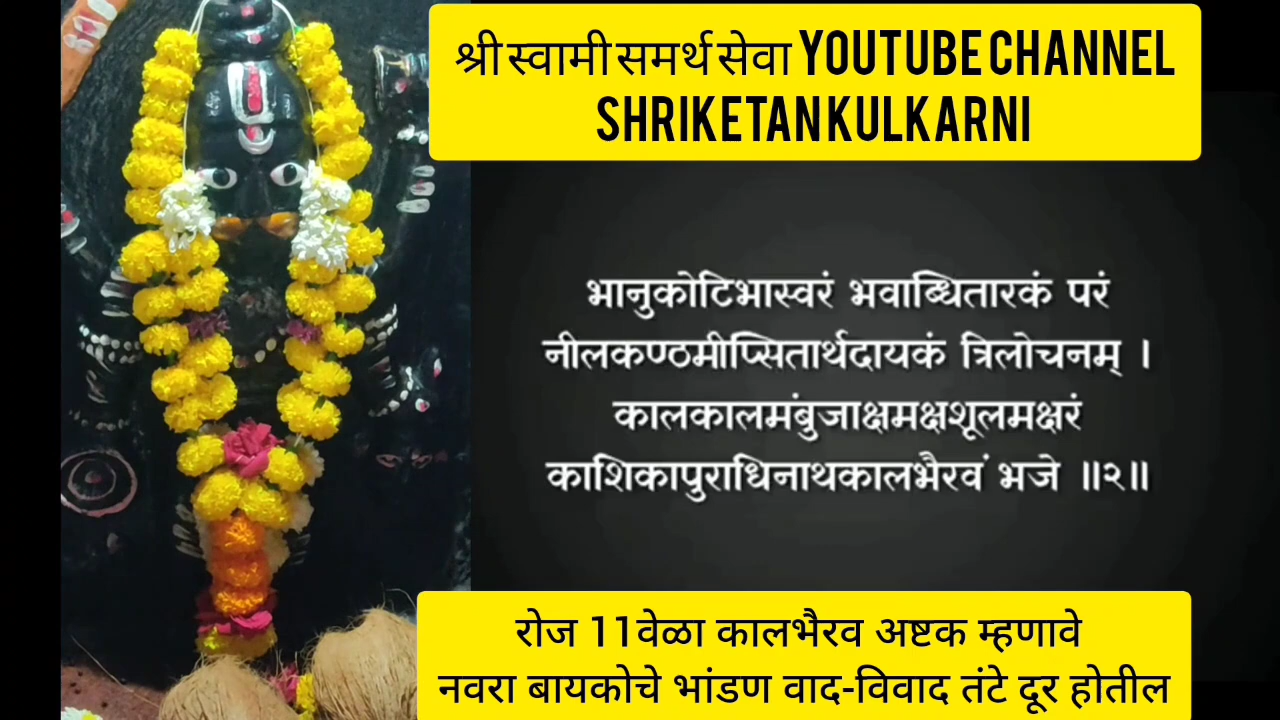 श्री स्वामी समर्थ सेवा YOUTUBE CHANNEL
SHRIKETAN KULKARNI
भानुकोटिभास्वरं भवाब्धितारकं परं
नीलकण्ठमीप्सितार्थदायकं त्रिलोचनम् ।
कालकालमंबुजाक्षमक्षशूलमक्षरं
काशिकापुराधिनाथकालभैरवं भजे ॥२॥
रोज 11वेळा कालभैरव अष्टक म्हणावे
नवरा बायकोचे भांडण वाद-विवाद तंटे दूर होतील